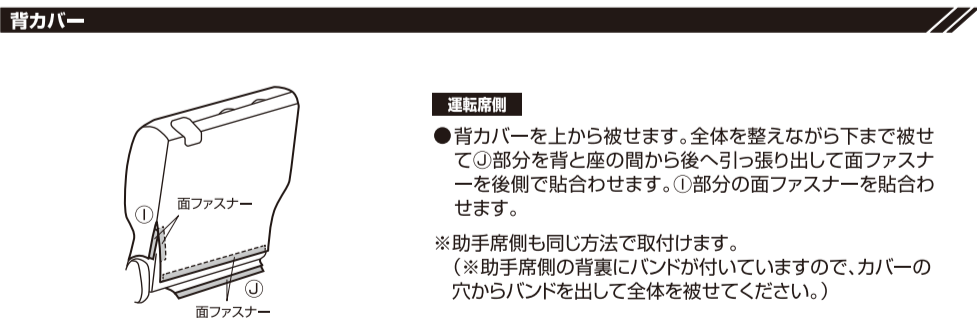 背カバー
Ⓘ
面ファスナー
Ⓙ
面ファスナー
運転席側
●背カバーを上から被せます。全体を整えながら下まで被せ
てⒿ部分を背と座の間から後へ引っ張り出して面ファスナ
ーを後側で貼合わせます。Ⓘ部分の面ファスナーを貼合わ
せます。
※助手席側も同じ方法で取付けます。
（※助手席側の背裏にバンドが付いていますので、カバーの
穴からバンドを出して全体を被せてください。）